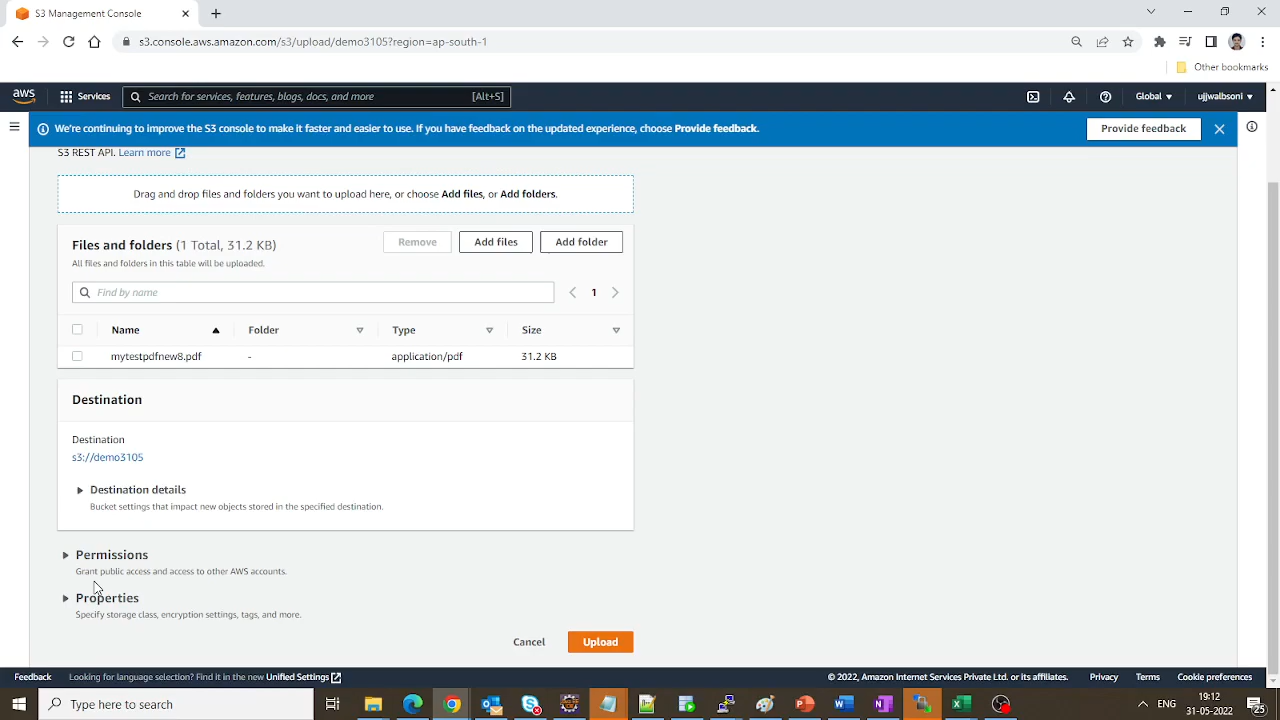 S3 Management Console
s3.console.aws.amazon.com/s3/upload/demo3105?region=ap-south-1
Other bookmarks
aws
Services
Search for services, features, blogs, docs, and more
[Alt+S]
Global
ujjwalbsoni
We're continuing to improve the S3 console to make it faster and easier to use. If you have feedback on the updated experience, choose Provide feedback.
Provide feedback
S3 REST API. Learn more
Drag and drop files and folders you want to upload here, or choose Add files, or Add folders.
Files and folders (1 Total, 31.2 KB)
All files and folders in this table will be uploaded.
Remove
Add files
Add folder
Find by name
1
Name
Folder
Type
Size
mytestpdfnew8.pdf
-
application/pdf
31.2 KB
Destination
Destination
s3://demo3105
Destination details
Bucket settings that impact new objects stored in the specified destination.
Permissions
Grant public access and access to other AWS accounts.
Properties
Specify storage class, encryption settings, tags, and more.
Cancel
Upload
Feedback
Looking for language selection? Find it in the new Unified Settings
© 2022, Amazon Internet Services Private Ltd. or its affiliates.
Privacy
Terms
Cookie preferences
Type here to search
ENG
19:12
31-05-2022